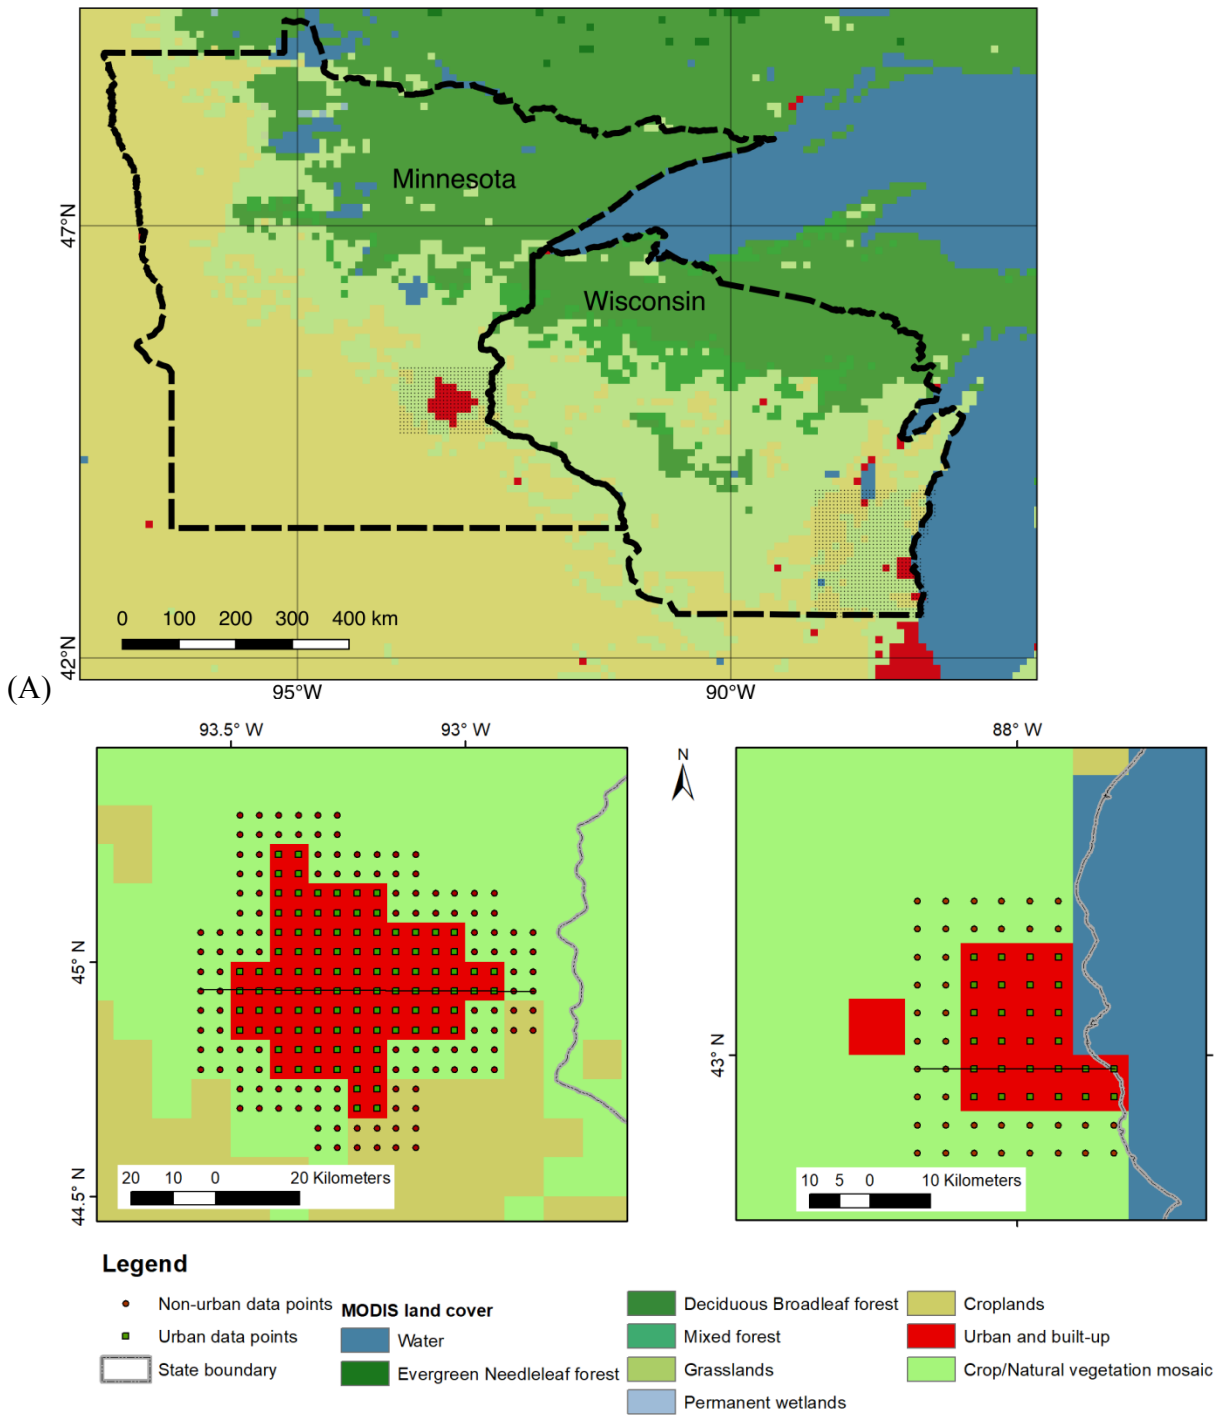 Minnesota
47°N
Wisconsin
0 100 200 300 400 km
42°N
(A)
95°W 90°W
93.5° W 93° W 88° W
N
45° N
43° N
20 10 0 20 Kilometers
10 5 0 10 Kilometers
44.5° N
Legend
Non-urban data points
Urban data points
State boundary
MODIS land cover
Water
Evergreen Needleleaf forest
Deciduous Broadleaf forest
Mixed forest
Grasslands
Permanent wetlands
Croplands
Urban and built-up
Crop/Natural vegetation mosaic